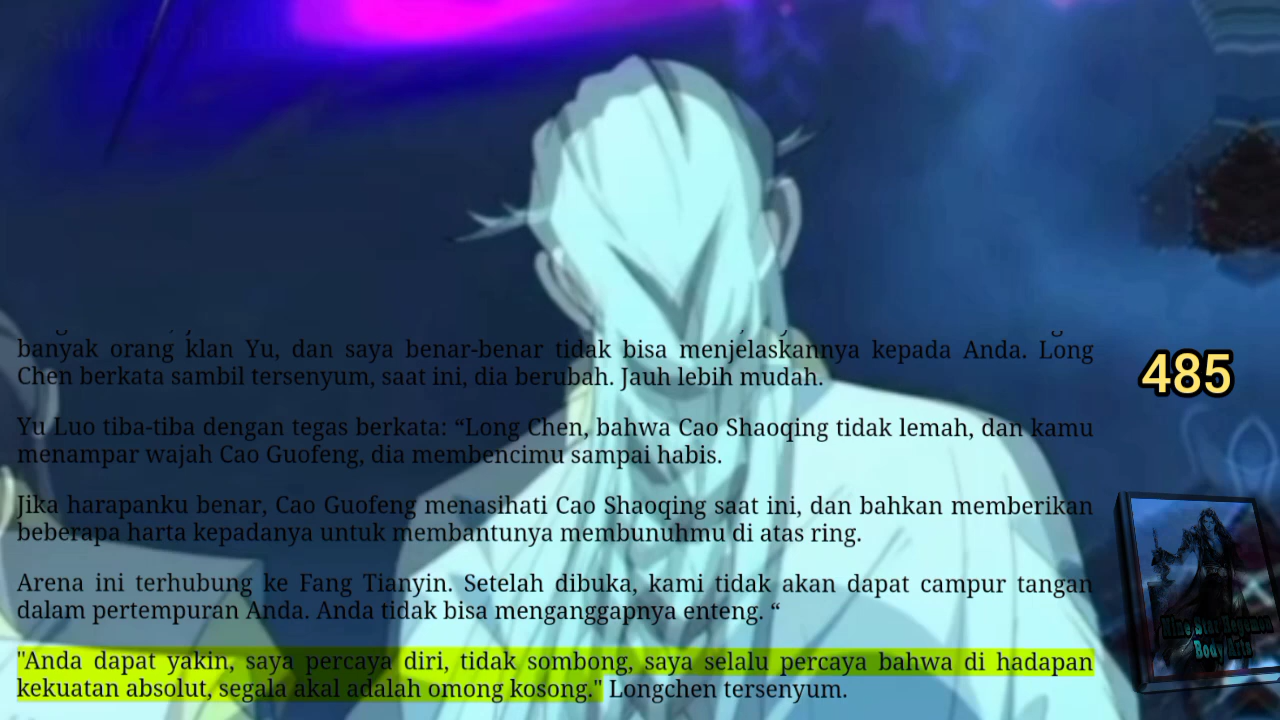 banyak orang klan Yu, dan saya benar-benar tidak bisa menjelaskannya kepada Anda. Long
Chen berkata sambil tersenyum, saat ini, dia berubah. Jauh lebih mudah.
Yu Luo tiba-tiba dengan tegas berkata: “Long Chen, bahwa Cao Shaoqing tidak lemah, dan kamu
menampar wajah Cao Guofeng, dia membencimu sampai habis.
Jika harapanku benar, Cao Guofeng menasihati Cao Shaoqing saat ini, dan bahkan memberikan
beberapa harta kepadanya untuk membantunya membunuhmu di atas ring.
Arena ini terhubung ke Fang Tianyin. Setelah dibuka, kami tidak akan dapat campur tangan
dalam pertempuran Anda. Anda tidak bisa menganggapnya enteng. “
"Anda dapat yakin, saya percaya diri, tidak sombong, saya selalu percaya bahwa di hadapan
kekuatan absolut, segala akal adalah omong kosong." Longchen tersenyum.
485
Nine Star Hegemon
Body Arts